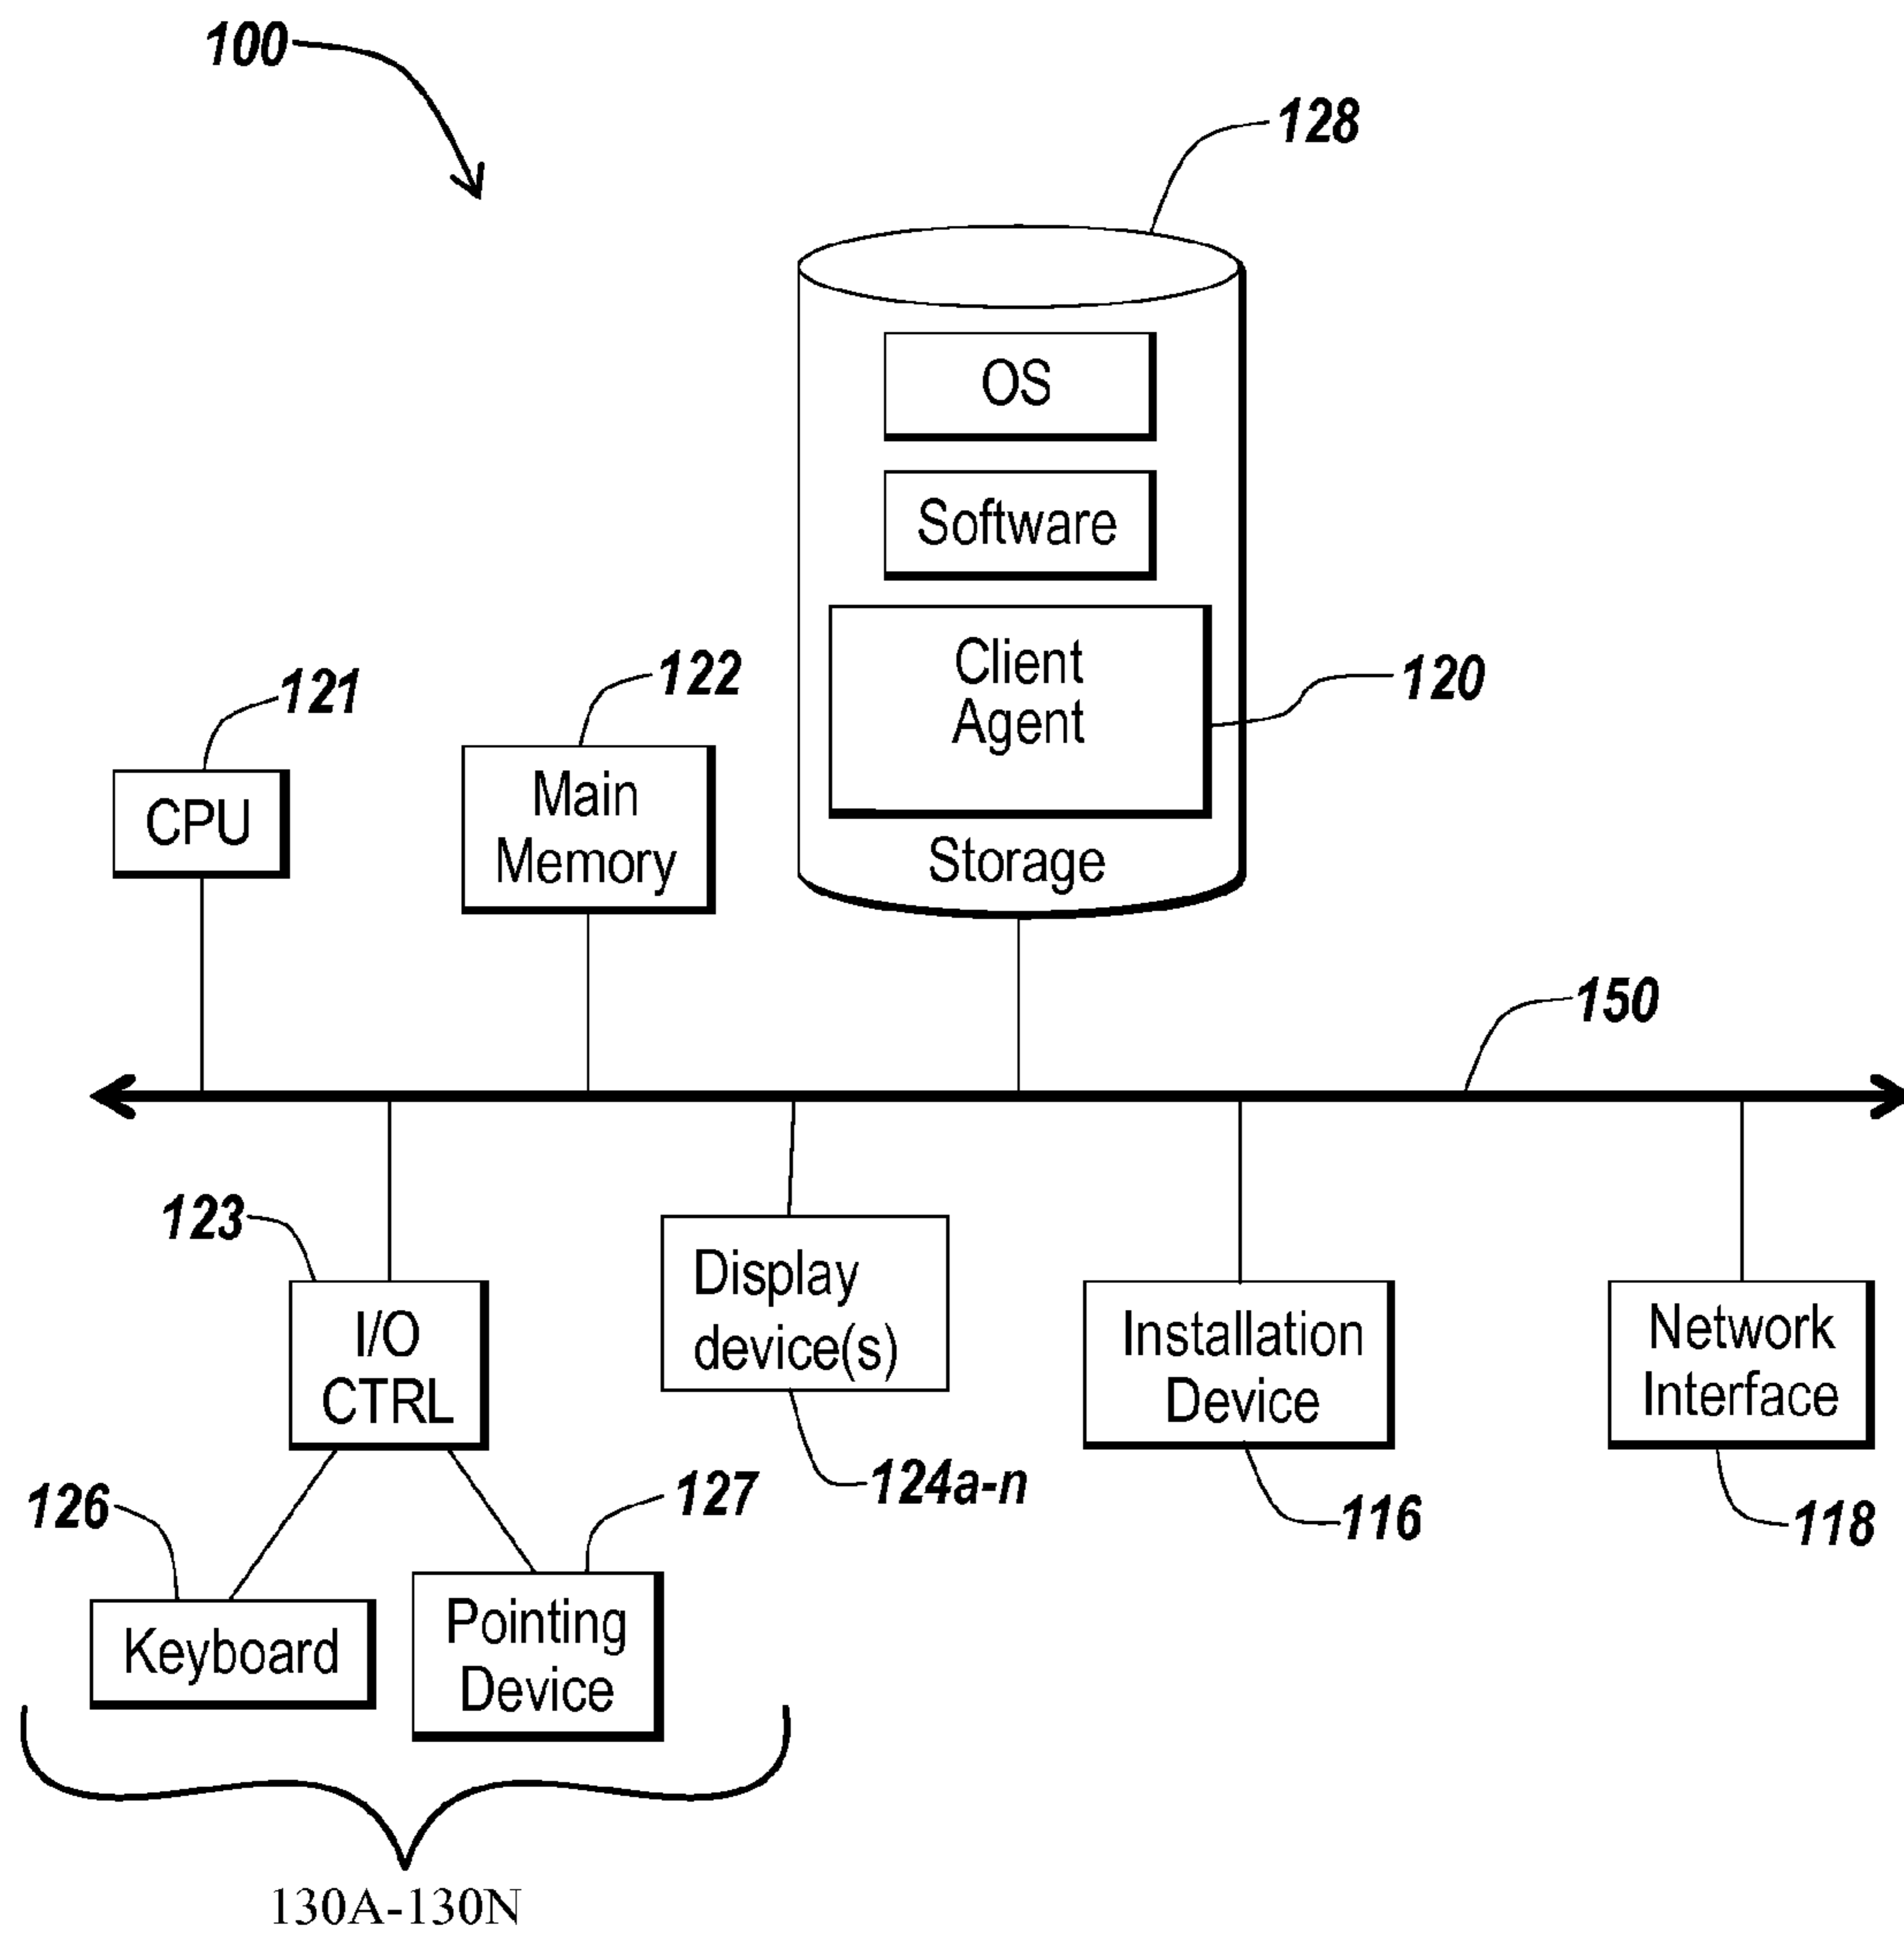 100
128
OS
Software
Client
Agent
120
121
122
CPU
Main
Memory
Storage
150
123
I/O
CTRL
Display
device(s)
Installation
Device
Network
Interface
126
127
124a-n
116
118
Keyboard
Pointing
Device
130A-130N